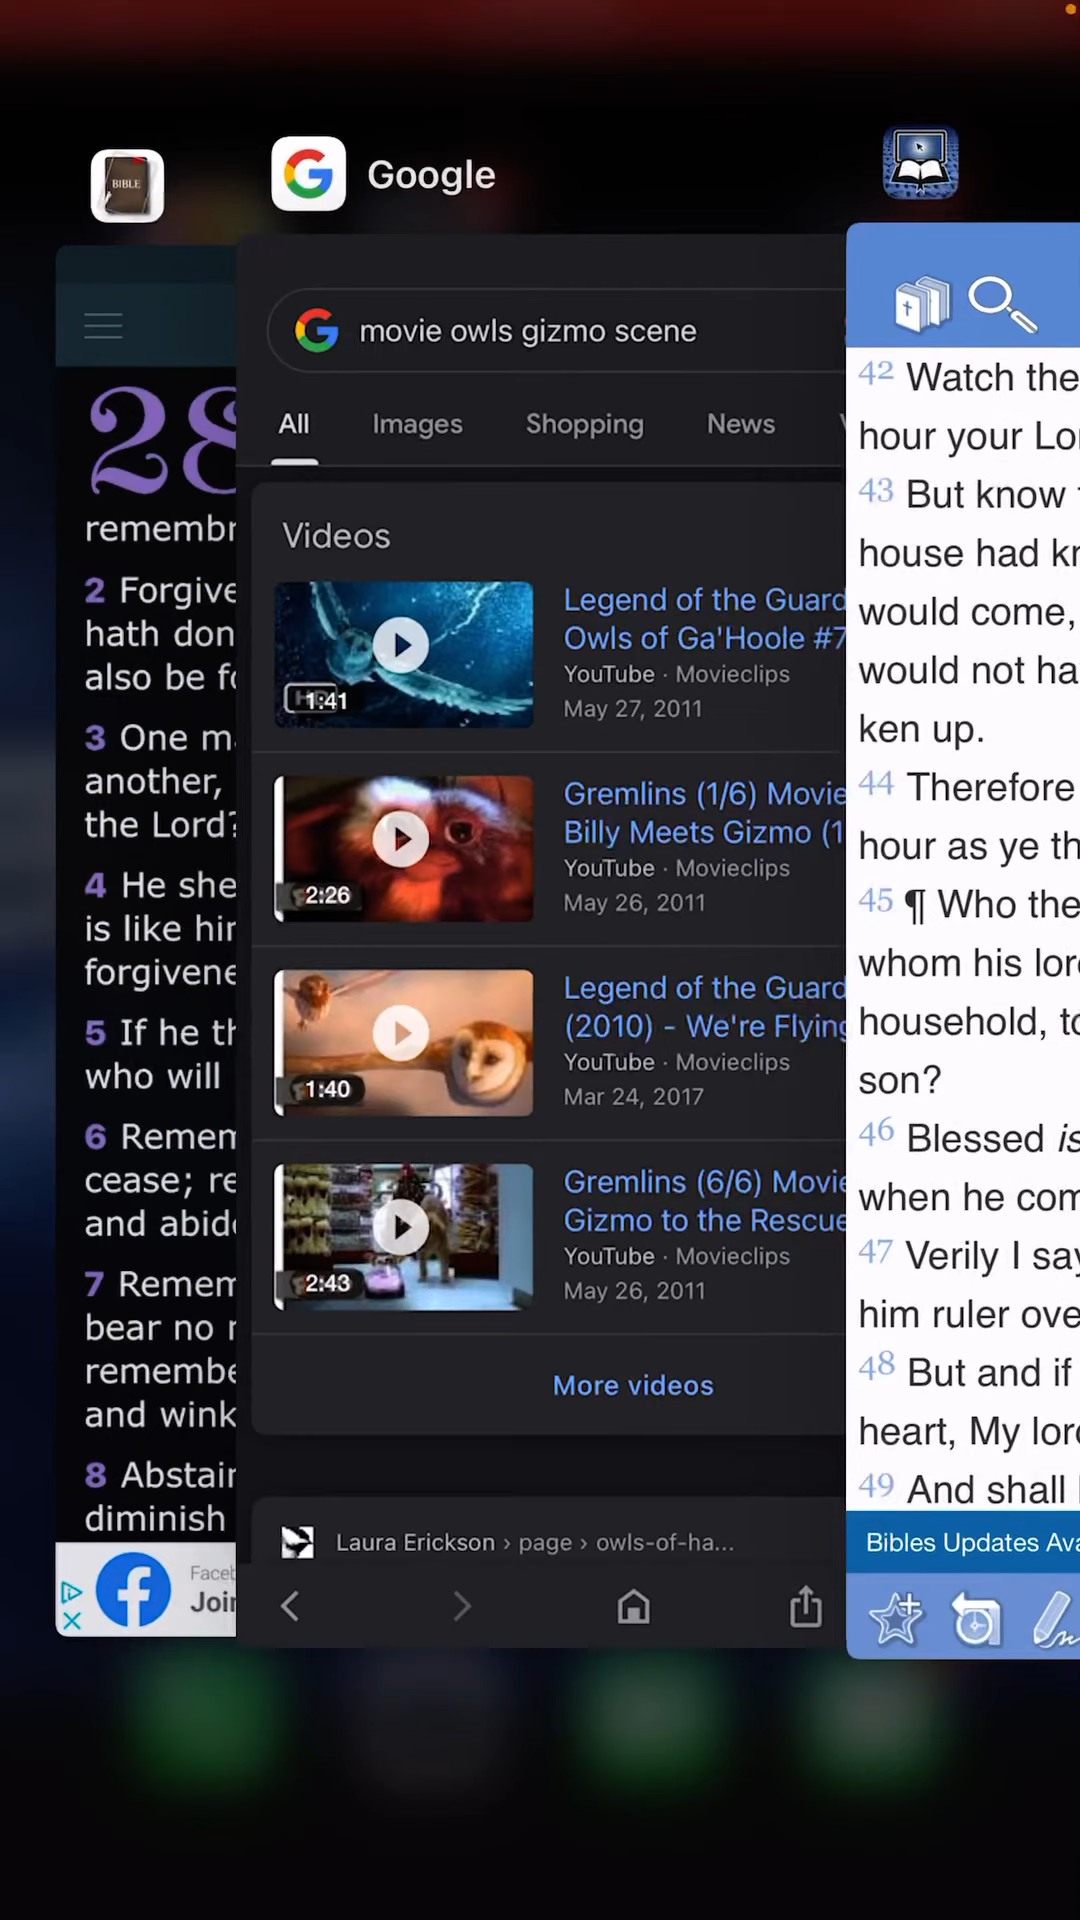 BIBLE
Google
28
remembr
2 Forgive
hath don
also be fo
3 One m
another,
the Lord?
4 He she
is like hir
forgivene
5 If he th
who will
6 Remem
cease; re
and abid
7 Remem
bear no r
remembe
and wink
8 Abstair
diminish
Faceb
Join
movie owls gizmo scene
All Images Shopping News
Videos
Legend of the Guard
Owls of Ga'Hoole #7
YouTube · Movieclips
May 27, 2011
1:41
Gremlins (1/6) Movie
Billy Meets Gizmo (1
YouTube · Movieclips
May 26, 2011
2:26
Legend of the Guard
(2010) - We're Flying
YouTube · Movieclips
Mar 24, 2017
1:40
Gremlins (6/6) Movie
Gizmo to the Rescue
YouTube · Movieclips
May 26, 2011
2:43
More videos
Laura Erickson › page › owls-of-ha...
42 Watch the
hour your Lor
43 But know t
house had kn
would come,
would not ha
ken up.
44 Therefore
hour as ye th
45 ¶ Who the
whom his lord
household, to
son?
46 Blessed is
when he com
47 Verily I say
him ruler ove
48 But and if
heart, My lord
49 And shall
Bibles Updates Ava